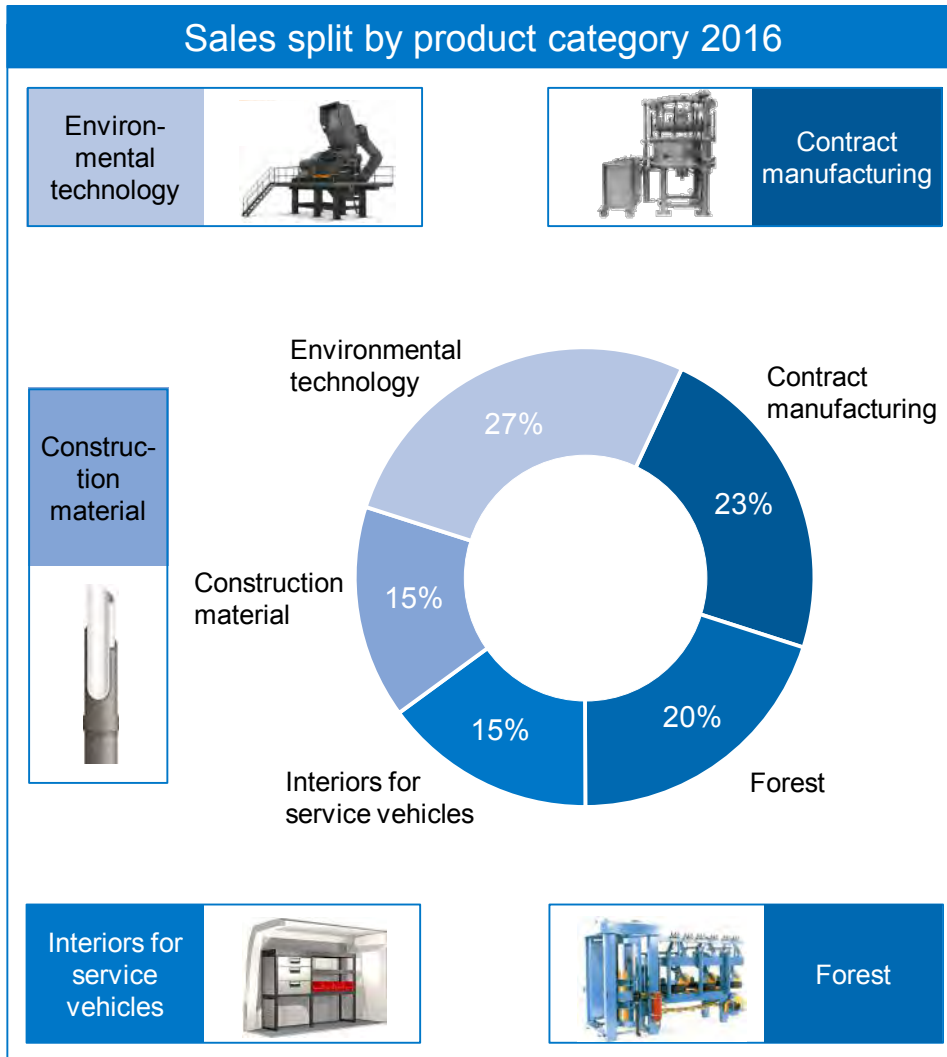 Sales split by product category 2016
Environ-
mental
technology
Contract
manufacturing
Environmental
technology
Contract
manufacturing
27%
23%
Construc-
tion
material
Construction
material
15%
15%
20%
Interiors for
service vehicles
Forest
Interiors for
service
vehicles
Forest